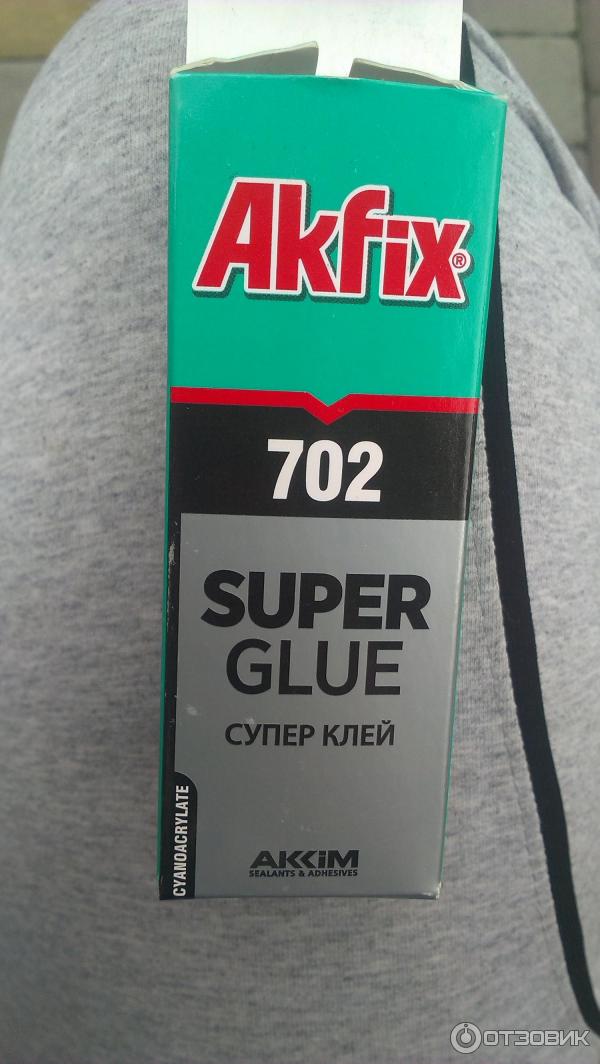 Akfix®
702
SUPER
GLUE
СУПЕР КЛЕЙ
CYANOACRYLATE
AKKIM
SEALANTS & ADHESIVES
ОТЗОВИК